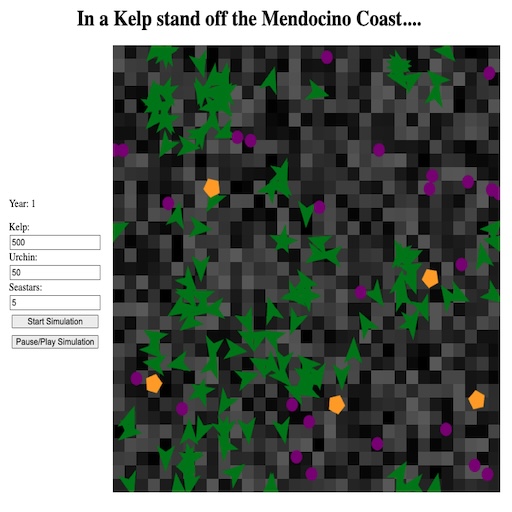 In a Kelp stand off the Mendocino Coast....
Year: 1
Kelp:
500
Urchin:
50
Seastars:
5
Start Simulation
Pause/Play Simulation